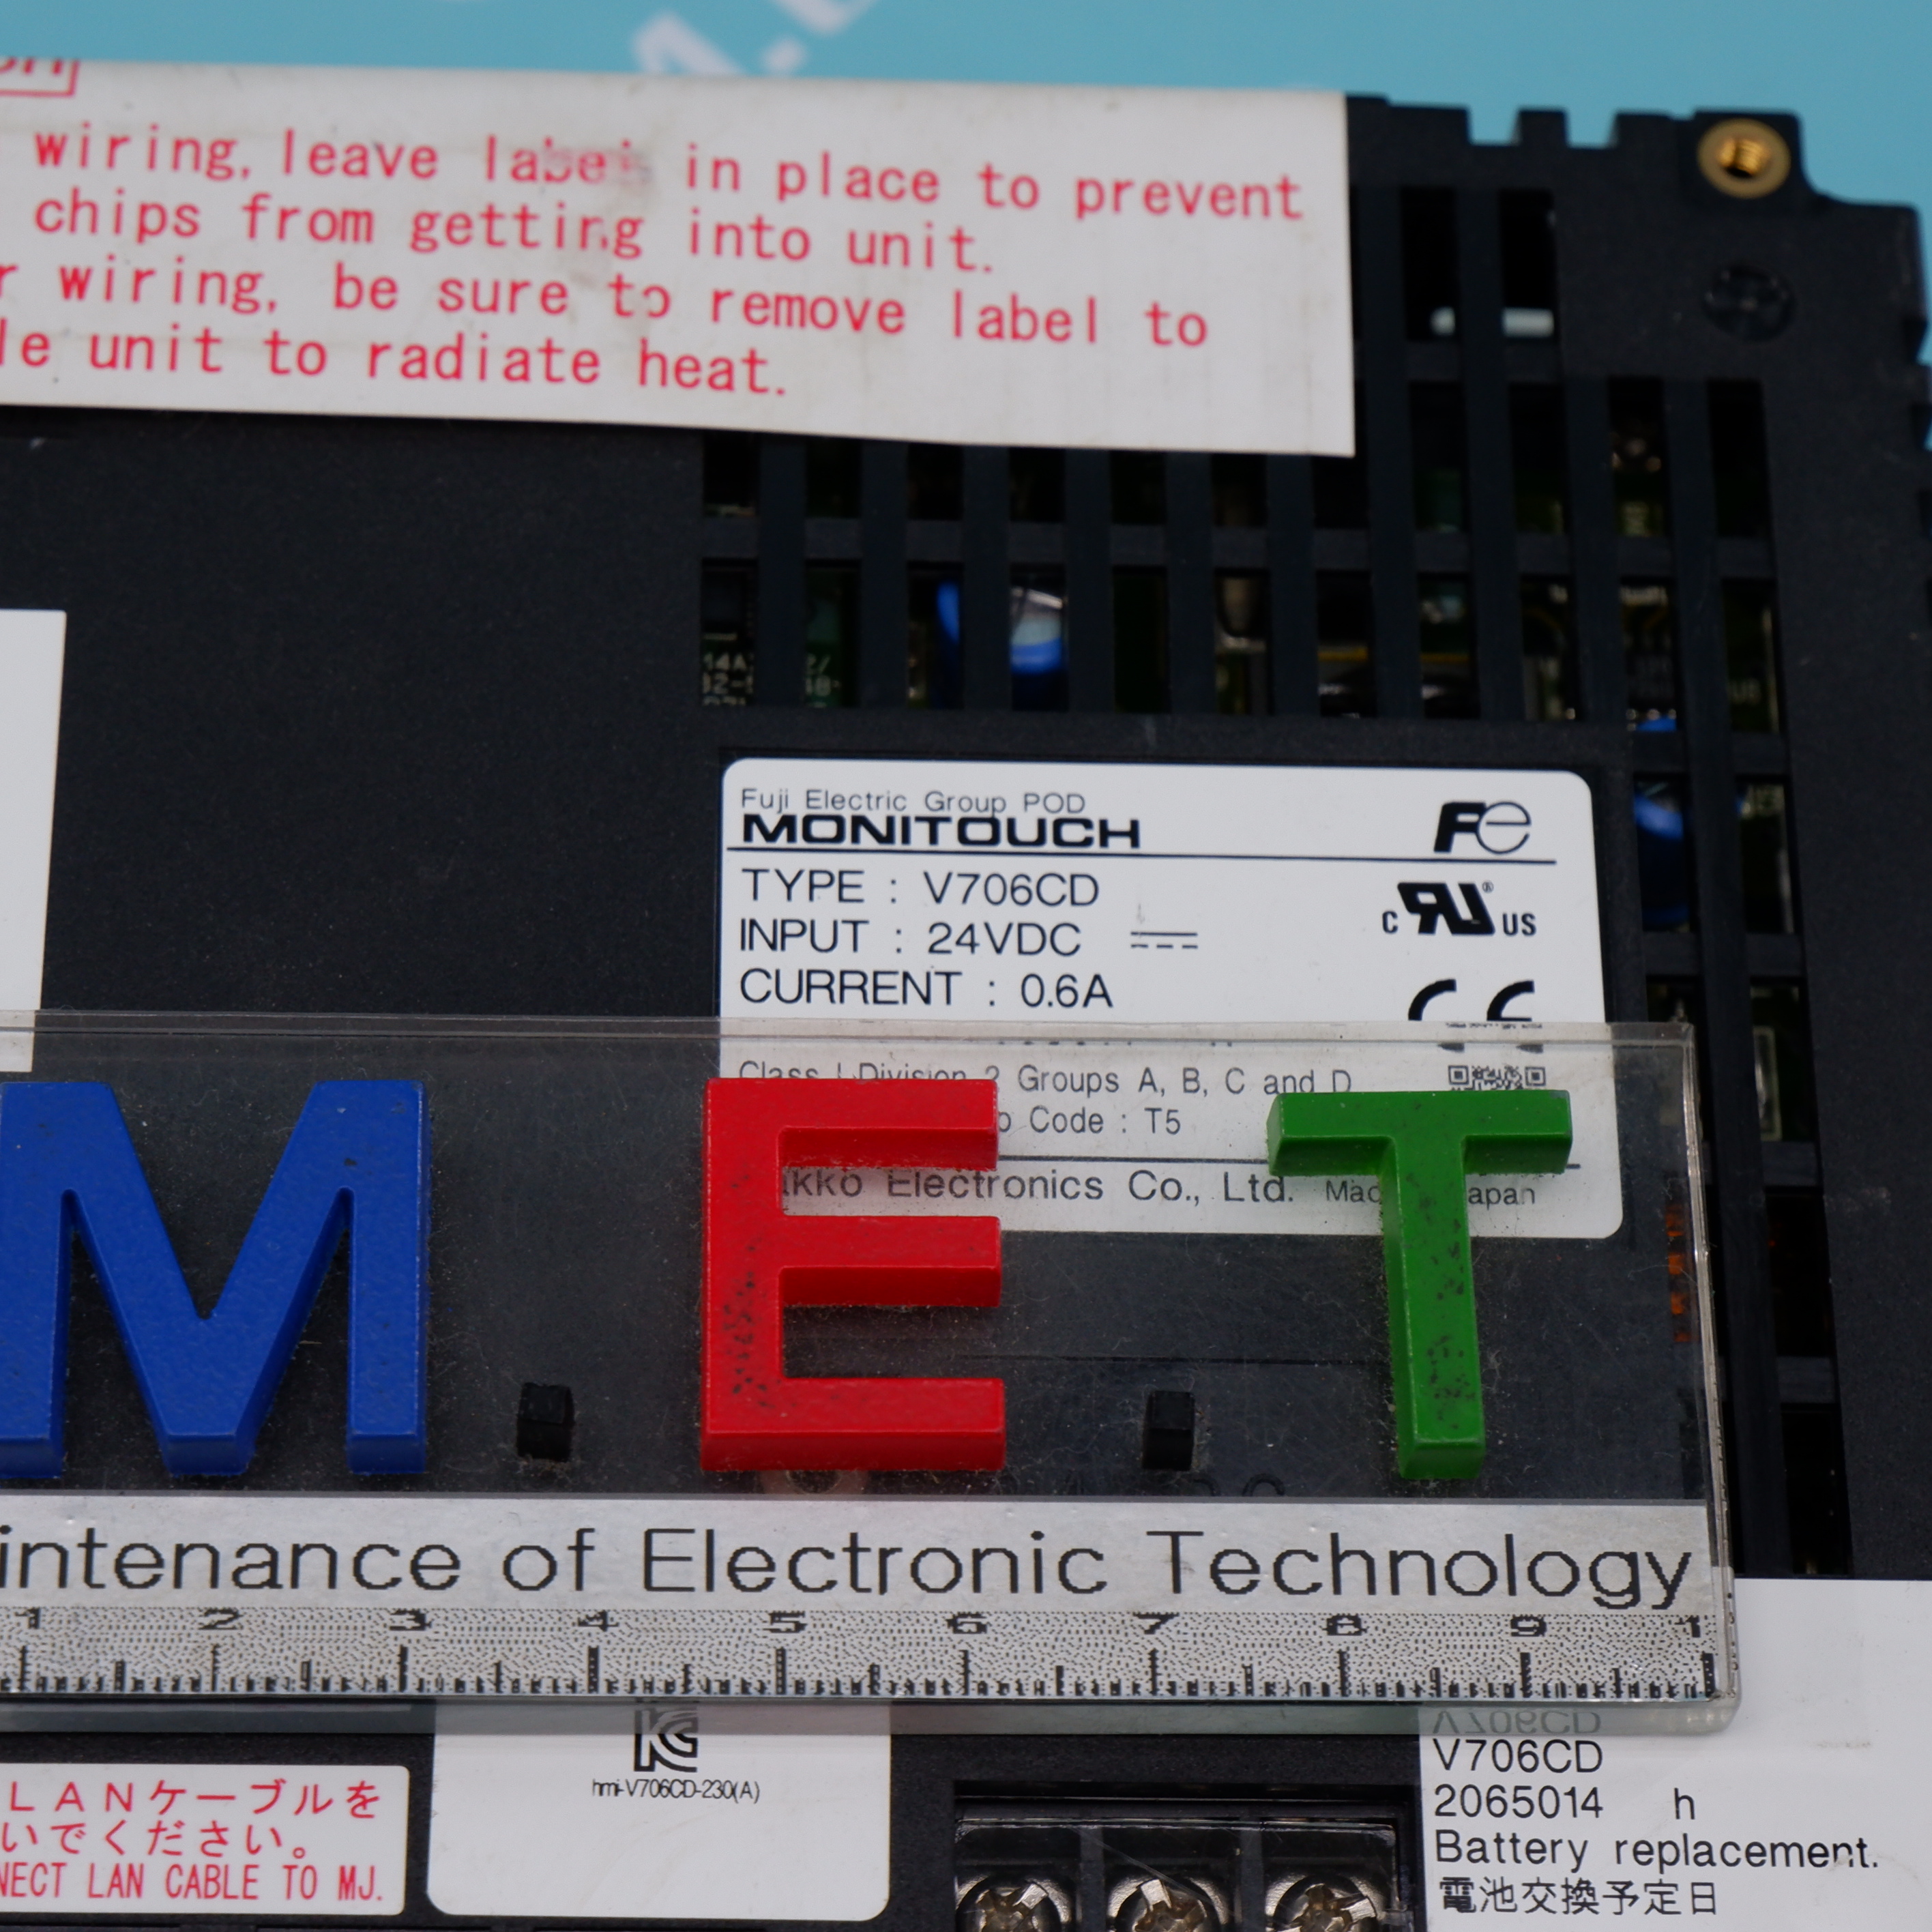 wiring, leave label in place to prevent
chips from getting into unit.
wiring, be sure to remove label to
unit to radiate heat.
Fuji Electric Group POD
MONITOUCH
Fe
TYPE : V706CD
INPUT : 24VDC
CURRENT : 0.6A
C RU ® US
CE
Class I Division 2 Groups A, B, C and D
Code : T5
Electronics Co., Ltd.
M . E . T
intenance of Electronic Technology
1 2 3 4 5 6 7 8 9 1
KC
hmi-V706CD-230(A)
LANケーブルを
いでください。
NECT LAN CABLE TO MJ.
V706CD
2065014 h
Battery replacement.
電池交換予定日